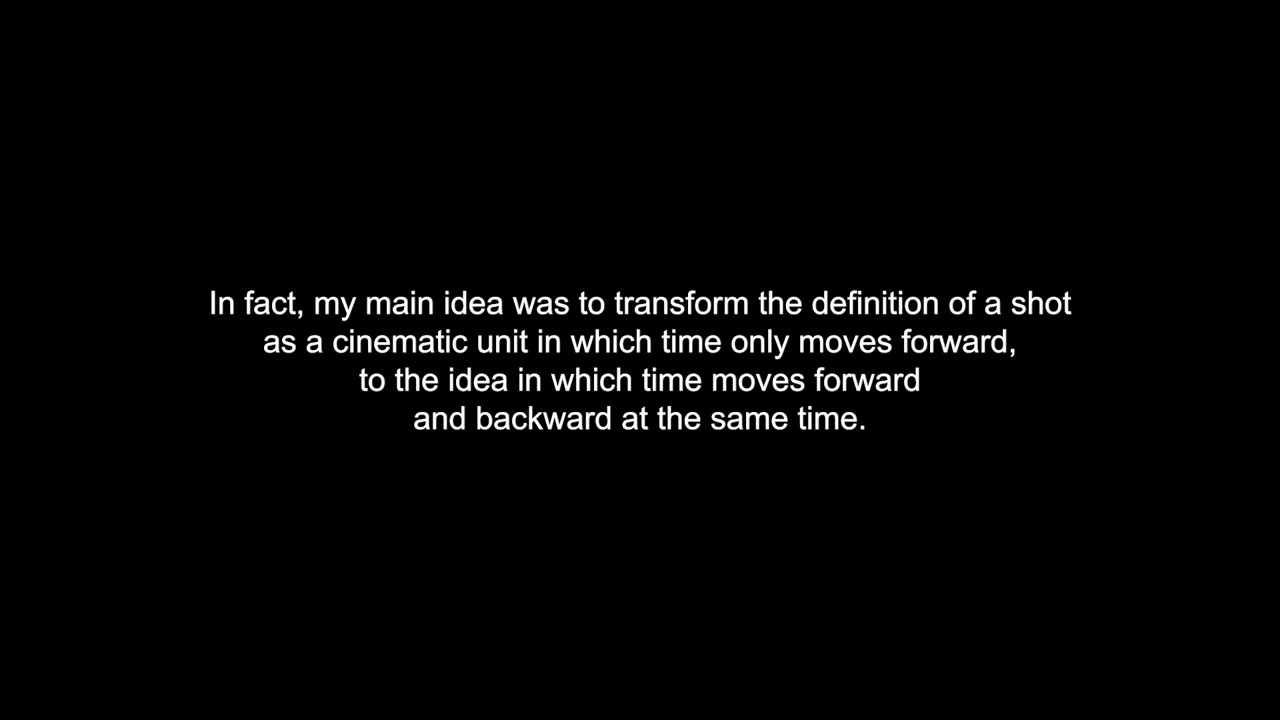 In fact, my main idea was to transform the definition of a shot
as a cinematic unit in which time only moves forward,
to the idea in which time moves forward
and backward at the same time.